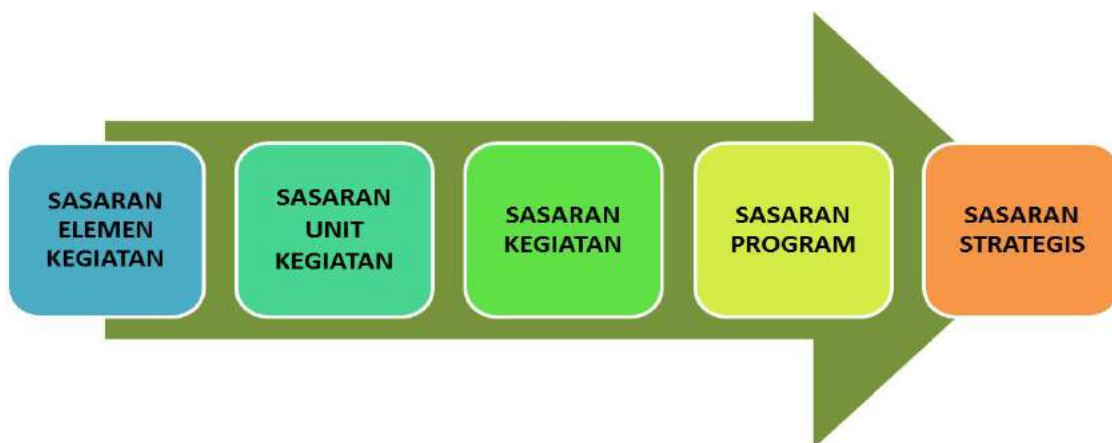 SASARAN
ELEMEN
KEGIATAN
SASARAN
UNIT
KEGIATAN
SASARAN
KEGIATAN
SASARAN
PROGRAM
SASARAN
STRATEGIS